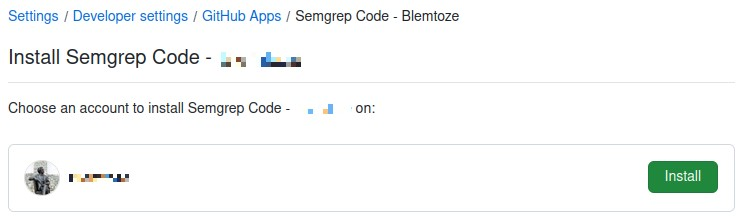 Settings / Developer settings / GitHub Apps / Semgrep Code - Blemtoze
Install Semgrep Code -
Choose an account to install Semgrep Code - on:
Install